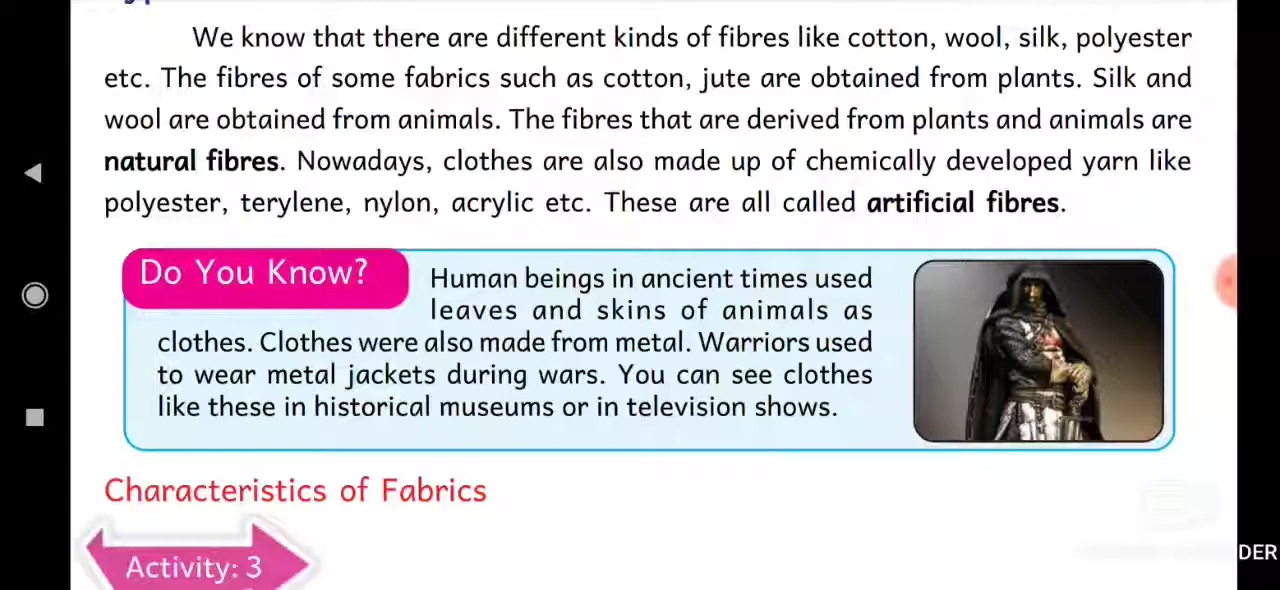 We know that there are different kinds of fibres like cotton, wool, silk, polyester
etc. The fibres of some fabrics such as cotton, jute are obtained from plants. Silk and
wool are obtained from animals. The fibres that are derived from plants and animals are
natural fibres. Nowadays, clothes are also made up of chemically developed yarn like
polyester, terylene, nylon, acrylic etc. These are all called artificial fibres.
Do You Know?
Human beings in ancient times used
leaves and skins of animals as
clothes. Clothes were also made from metal. Warriors used
to wear metal jackets during wars. You can see clothes
like these in historical museums or in television shows.
Characteristics of Fabrics
Activity: 3
DER